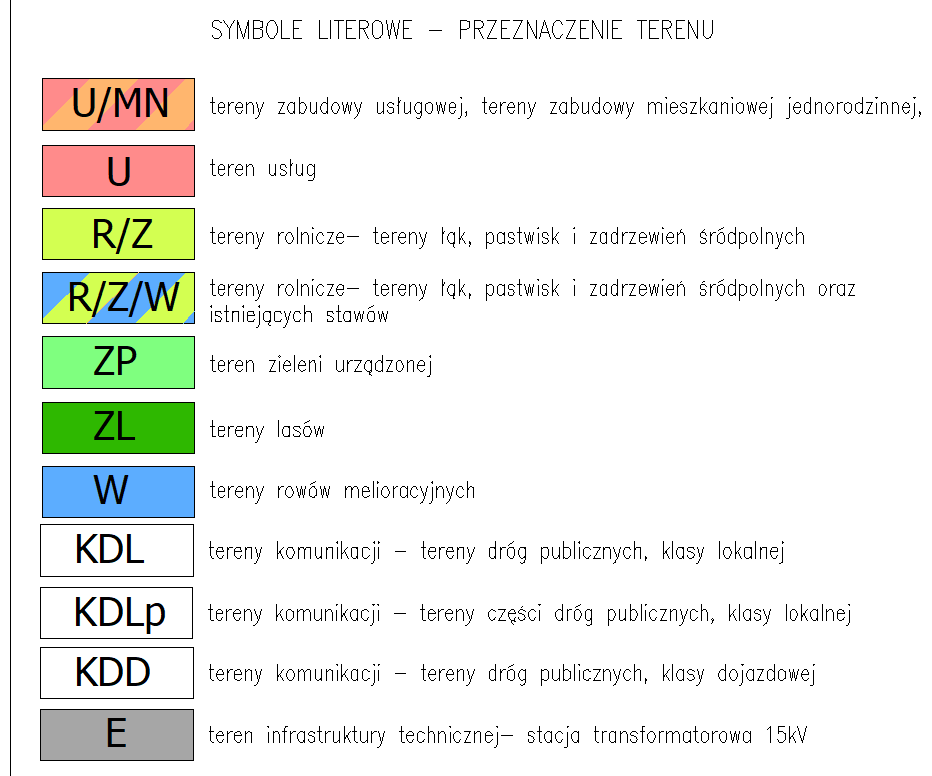 SYMBOLE LITEROWE – PRZEZNACZENIE TERENU
U/MN tereny zabudowy usługowej, tereny zabudowy mieszkaniowej jednorodzinnej,
U teren usług
R/Z tereny rolnicze– tereny łąk, pastwisk i zadrzewień śródpolnych
R/Z/W tereny rolnicze– tereny łąk, pastwisk i zadrzewień śródpolnych oraz
istniejących stawów
ZP teren zieleni urządzonej
ZL tereny lasów
W tereny rowów melioracyjnych
KDL tereny komunikacji – tereny dróg publicznych, klasy lokalnej
KDLp tereny komunikacji – tereny części dróg publicznych, klasy lokalnej
KDD tereny komunikacji – tereny dróg publicznych, klasy dojazdowej
E teren infrastruktury technicznej– stacja transformatorowa 15kV